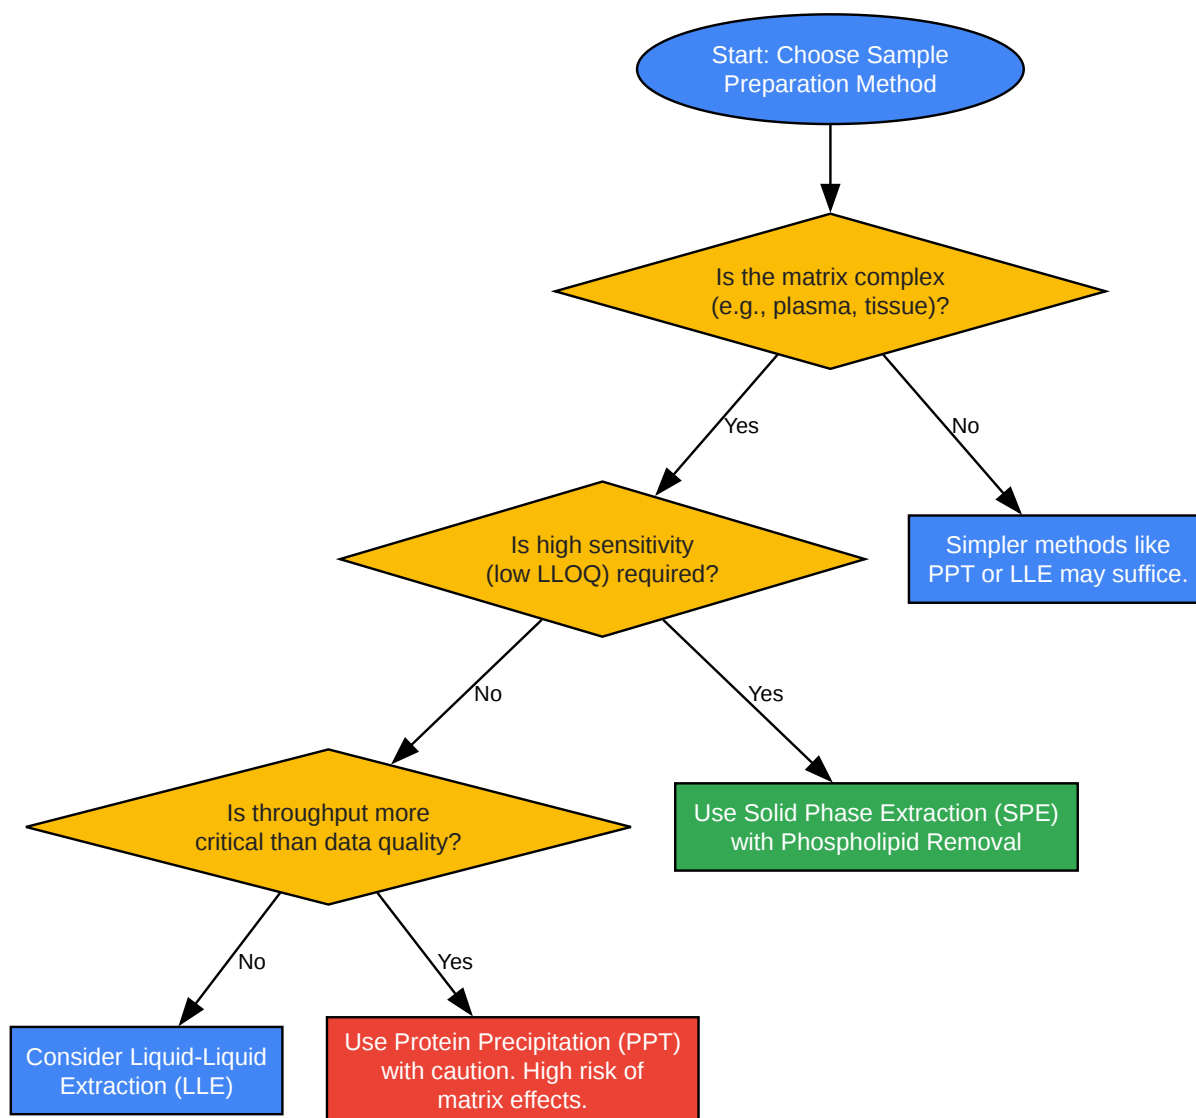 Start: Choose Sample
Preparation Method
Is the matrix complex
(e.g., plasma, tissue)?
Yes
No
Is high sensitivity
(low LLOQ) required?
Simpler methods like
PPT or LLE may suffice.
No
Yes
Is throughput more
critical than data quality?
Use Solid Phase Extraction (SPE)
with Phospholipid Removal
No
Yes
Consider Liquid-Liquid
Extraction (LLE)
Use Protein Precipitation (PPT)
with caution. High risk of
matrix effects.